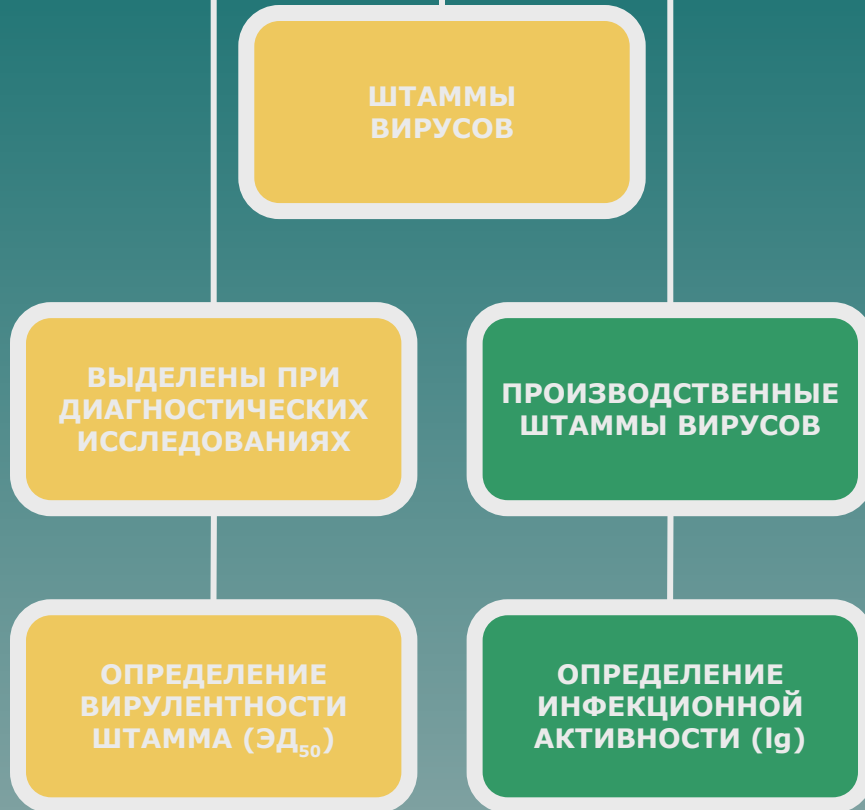 ШТАММЫ
ВИРУСОВ
ВЫДЕЛЕНЫ ПРИ
ДИАГНОСТИЧЕСКИХ
ИССЛЕДОВАНИЯХ
ПРОИЗВОДСТВЕННЫЕ
ШТАММЫ ВИРУСОВ
ОПРЕДЕЛЕНИЕ
ВИРУЛЕНТНОСТИ
ШТАММА (ЭД₅₀)
ОПРЕДЕЛЕНИЕ
ИНФЕКЦИОННОЙ
АКТИВНОСТИ (lg)